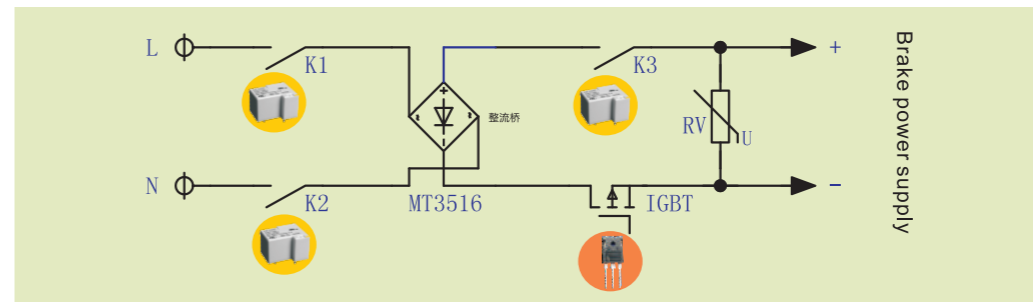 L
K1
K3
+
整流桥
RV
U
N
K2
MT3516
IGBT
-
Brake power supply